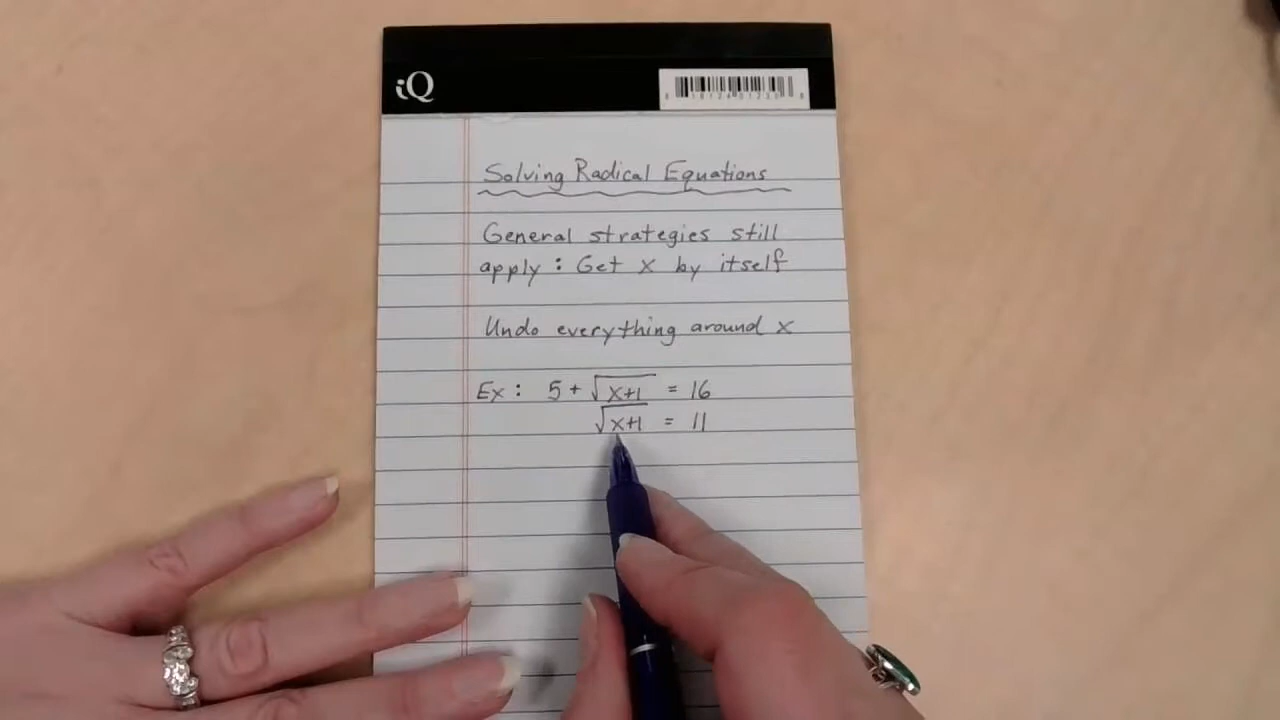 iQ
Solving Radical Equations
General strategies still
apply : Get x by itself
Undo everything around x
Ex : 5 + √x+1 = 16
√x+1 = 11